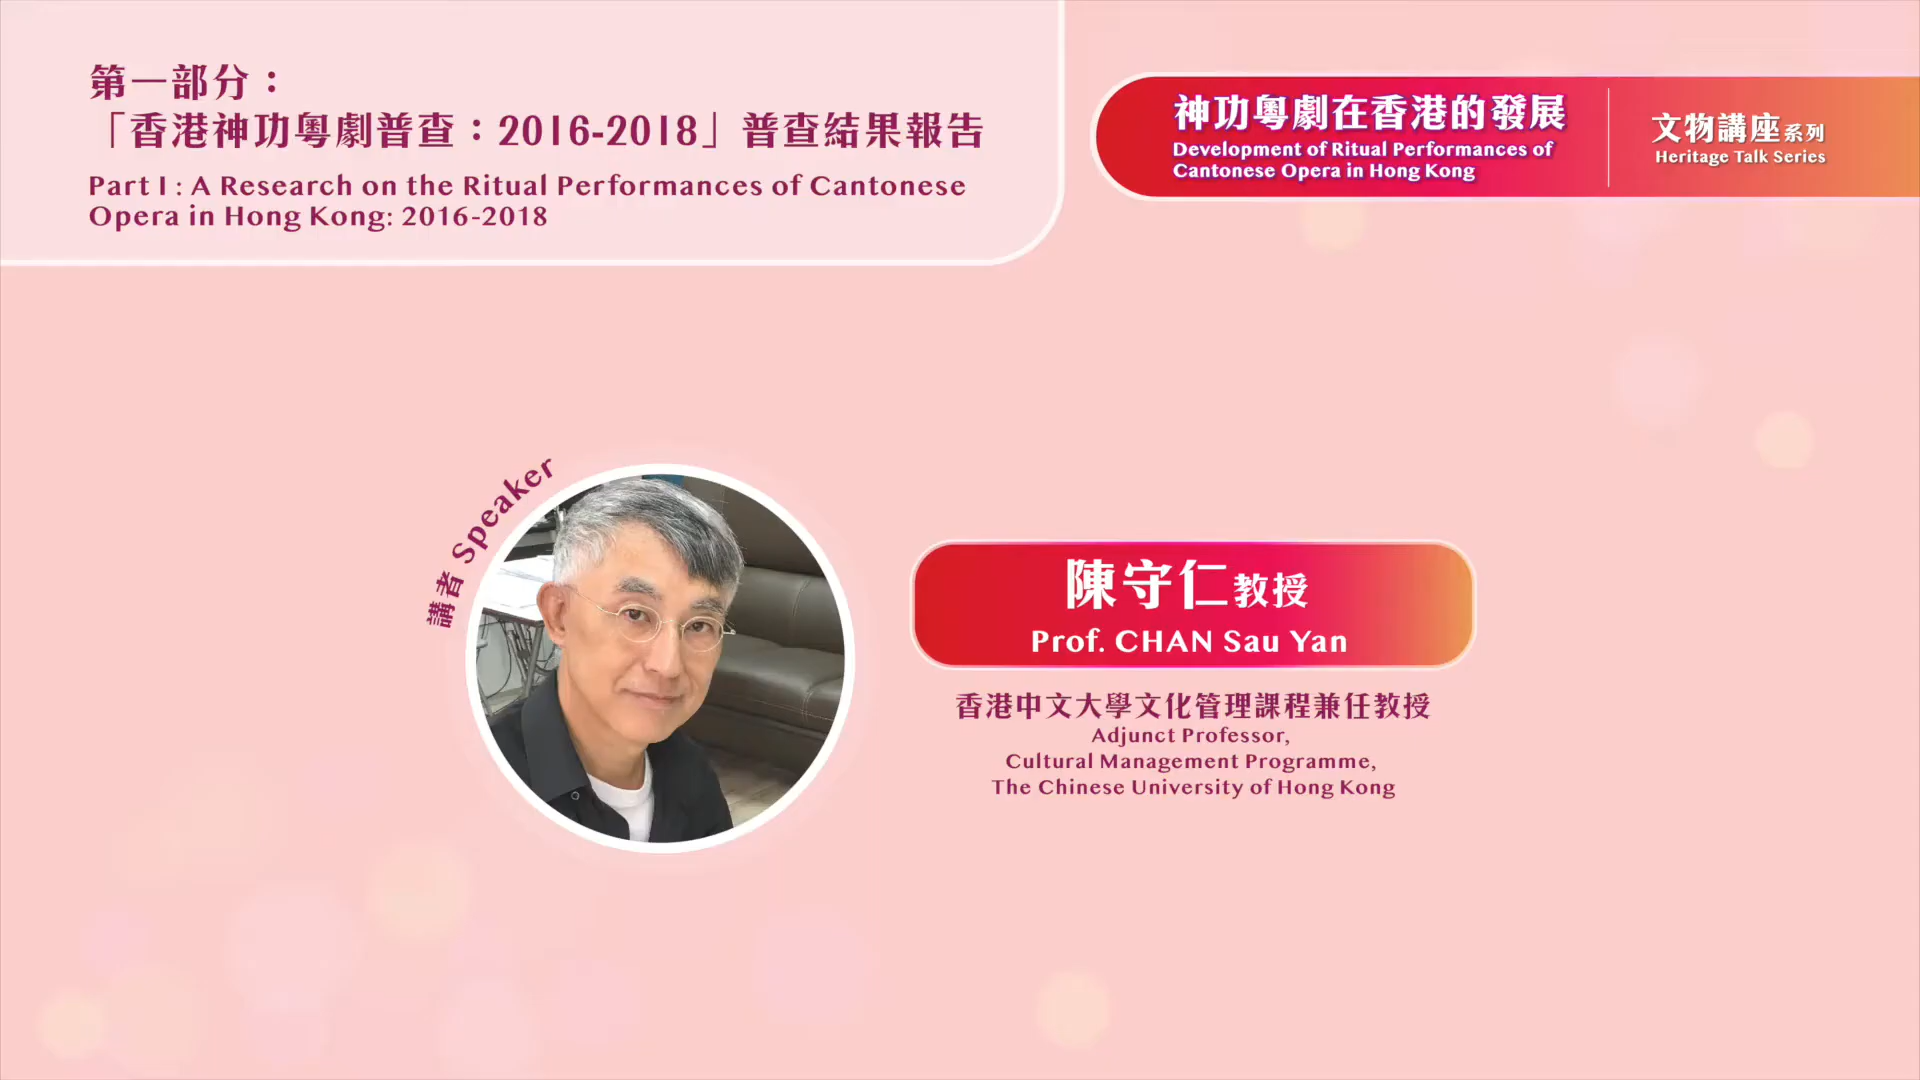 第一部分：
「香港神功粵劇普查：2016-2018」普查結果報告
Part I : A Research on the Ritual Performances of Cantonese
Opera in Hong Kong: 2016-2018
神功粵劇在香港的發展
Development of Ritual Performances of
Cantonese Opera in Hong Kong
文物講座系列
Heritage Talk Series
講者 Speaker
陳守仁教授
Prof. CHAN Sau Yan
香港中文大學文化管理課程兼任教授
Adjunct Professor,
Cultural Management Programme,
The Chinese University of Hong Kong